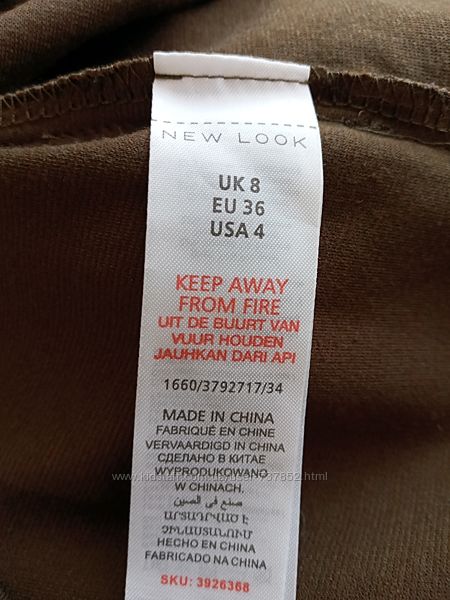 NEW LOOK
UK 8
EU 36
USA 4
KEEP AWAY
FROM FIRE
UIT DE BUURT VAN
VUUR HOUDEN
JAUHKAN DARI API
1660/3792717/34
MADE IN CHINA
FABRIQUÉ EN CHINE
VERVAARDIGD IN CHINA
СДЕЛАНО В КИТАЕ
WYPRODUKOWANO
W CHINACH.
صنع في الصين
ԱՐՏԱԴՐՎԱԾ Է
ՉԻՆԱՍՏԱՆՈՒՄ
HECHO EN CHINA
FABRICADO NA CHINA
SKU: 3926368